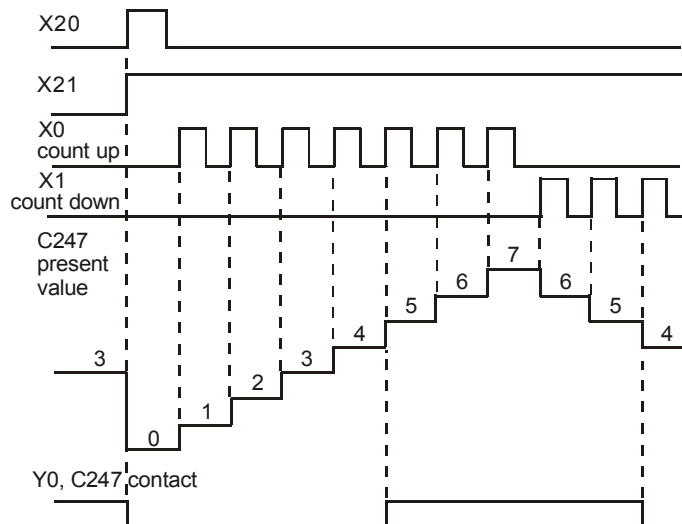 X20
X21
X0
count up
X1
count down
C247
present
value
7
6
6
5
5
4
4
3
3
2
1
0
Y0, C247 contact